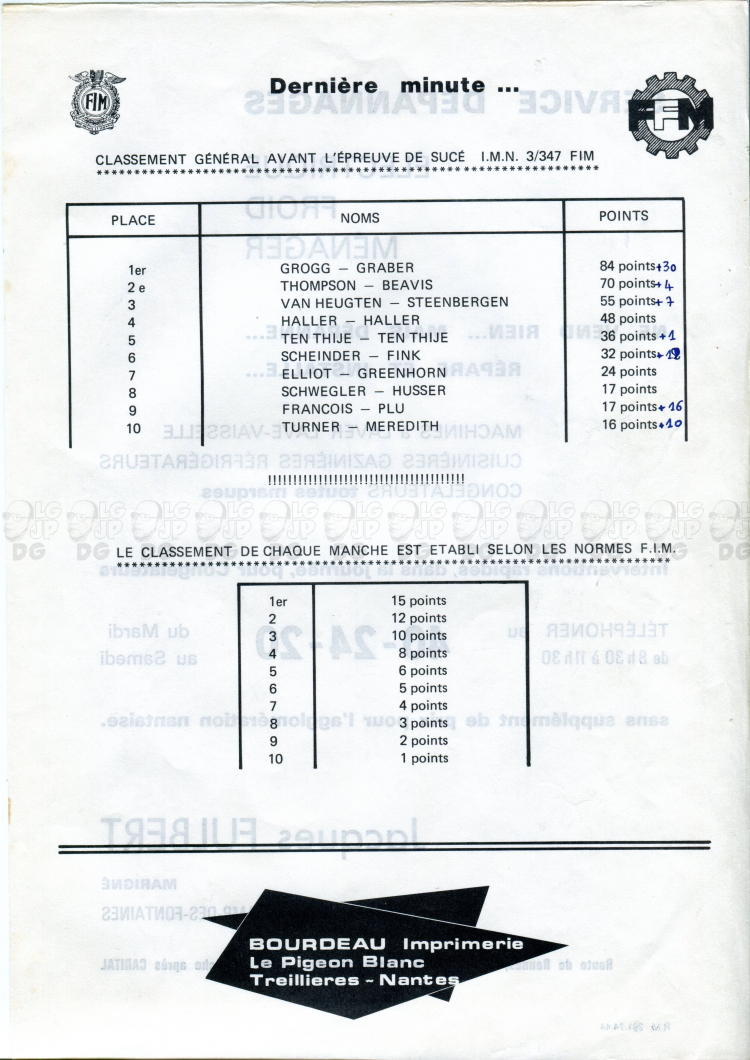 Dernière minute ...
FIM
FFM
CLASSEMENT GÉNÉRAL AVANT L'ÉPREUVE DE SUCÉ I.M.N. 3/347 FIM
PLACE NOMS POINTS
1er GROGG — GRABER 84 points +30
2e THOMPSON — BEAVIS 70 points + 4
3 VAN HEUGTEN — STEENBERGEN 55 points + 7
4 HALLER — HALLER 48 points
5 TEN THIJE — TEN THIJE 36 points + 1
6 SCHEINDER — FINK 32 points +
7 ELLIOT — GREENHORN 24 points
8 SCHWEGLER — HUSSER 17 points
9 FRANCOIS — PLU 17 points + 16
10 TURNER — MEREDITH 16 points +10
!!!!!!!!!!!!!!!!!!!!!!!!!!!!!!!!!!!!!!!!!
LE CLASSEMENT DE CHAQUE MANCHE EST ETABLI SELON LES NORMES F.I.M.
1er 15 points
2 12 points
3 10 points
4 8 points
5 6 points
6 5 points
7 4 points
8 3 points
9 2 points
10 1 points
BOURDEAU Imprimerie
Le Pigeon Blanc
Treillieres - Nantes